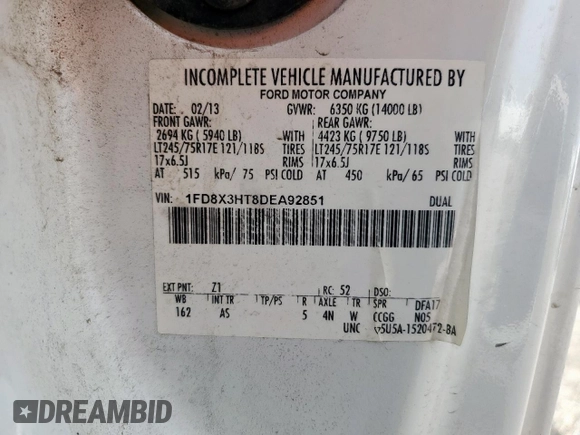 INCOMPLETE VEHICLE MANUFACTURED BY
FORD MOTOR COMPANY
DATE: 02/13 GVWR: 6350 KG (14000 LB)
FRONT GAWR: REAR GAWR:
2694 KG ( 5940 LB) WITH 4423 KG ( 9750 LB) WITH
LT245/75R17E 121/118S TIRES LT245/75R17E 121/118S TIRES
17x6.5J RIMS 17x6.5J RIMS
AT 515 kPa/ 75 PSI COLD AT 450 kPa/ 65 PSI COLD
VIN: 1FD8X3HT8DEA92851 DUAL
EXT PNT: Z1 RC: 52 DSO:
WB INT TR TP/PS R AXLE TR SPR DFA17
162 AS 5 4N W CCGG N05
UNC 5U5A-1520472-BA
DREAMBID